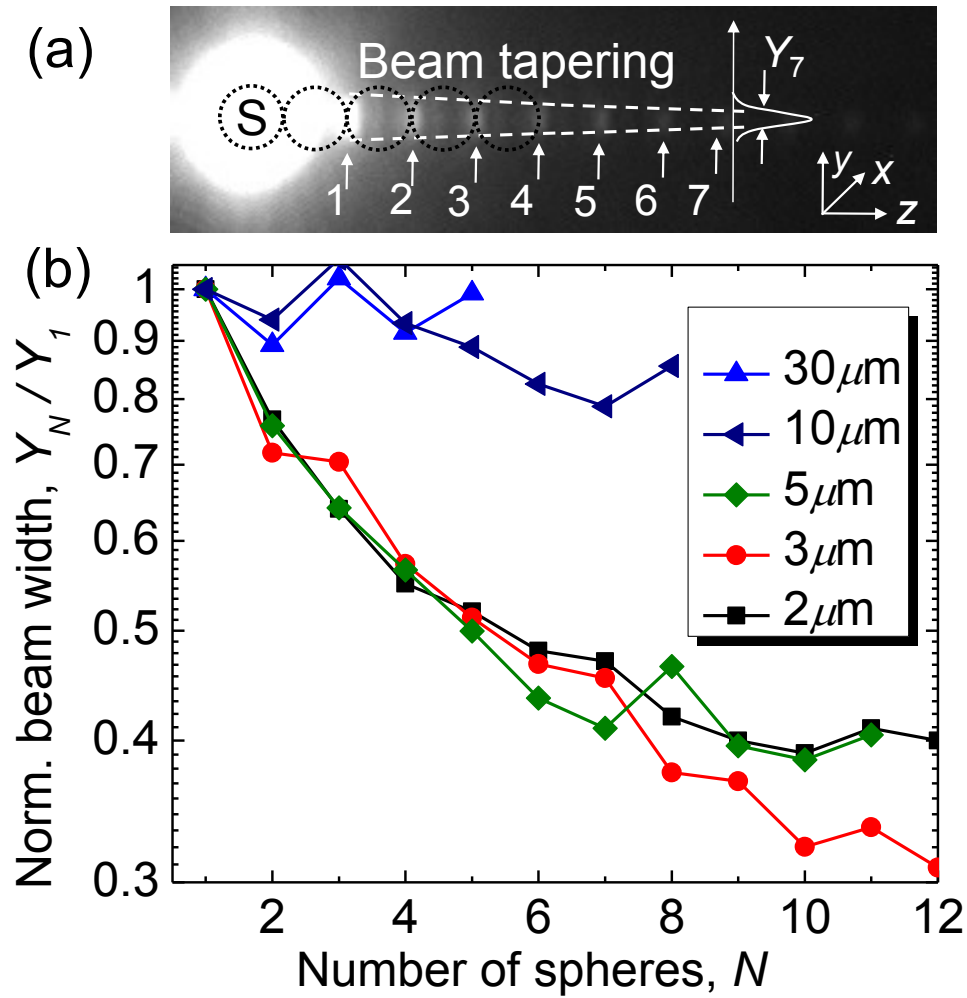 (a)
Beam tapering
S
Y7
1 2 3 4 5 6 7
y
x
z
(b)
Norm. beam width, YN / Y1
1
0.9
0.8
0.7
0.6
0.5
0.4
0.3
30μm
10μm
5μm
3μm
2μm
2 4 6 8 10 12
Number of spheres, N